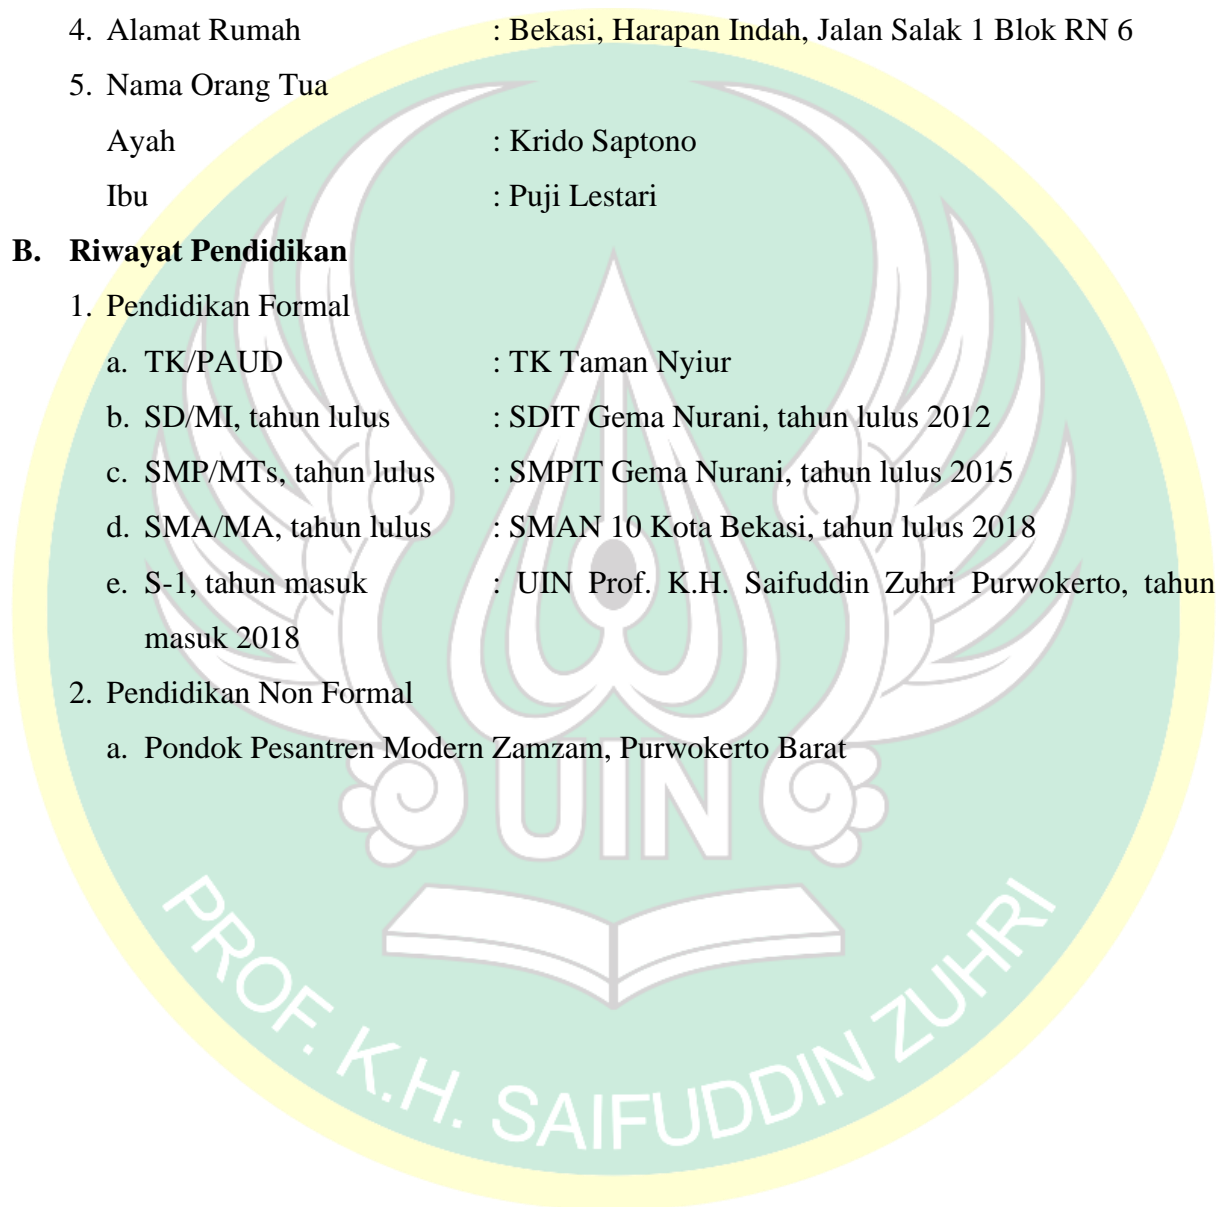 4. Alamat Rumah : Bekasi, Harapan Indah, Jalan Salak 1 Blok RN 6
5. Nama Orang Tua
Ayah : Krido Saptono
Ibu : Puji Lestari
B. Riwayat Pendidikan
1. Pendidikan Formal
a. TK/PAUD : TK Taman Nyiur
b. SD/MI, tahun lulus : SDIT Gema Nurani, tahun lulus 2012
c. SMP/MTs, tahun lulus : SMPIT Gema Nurani, tahun lulus 2015
d. SMA/MA, tahun lulus : SMAN 10 Kota Bekasi, tahun lulus 2018
e. S-1, tahun masuk : UIN Prof. K.H. Saifuddin Zuhri Purwokerto, tahun
masuk 2018
2. Pendidikan Non Formal
a. Pondok Pesantren Modern Zamzam, Purwokerto Barat
UIN
PROF. K.H. SAIFUDDIN ZUHRI